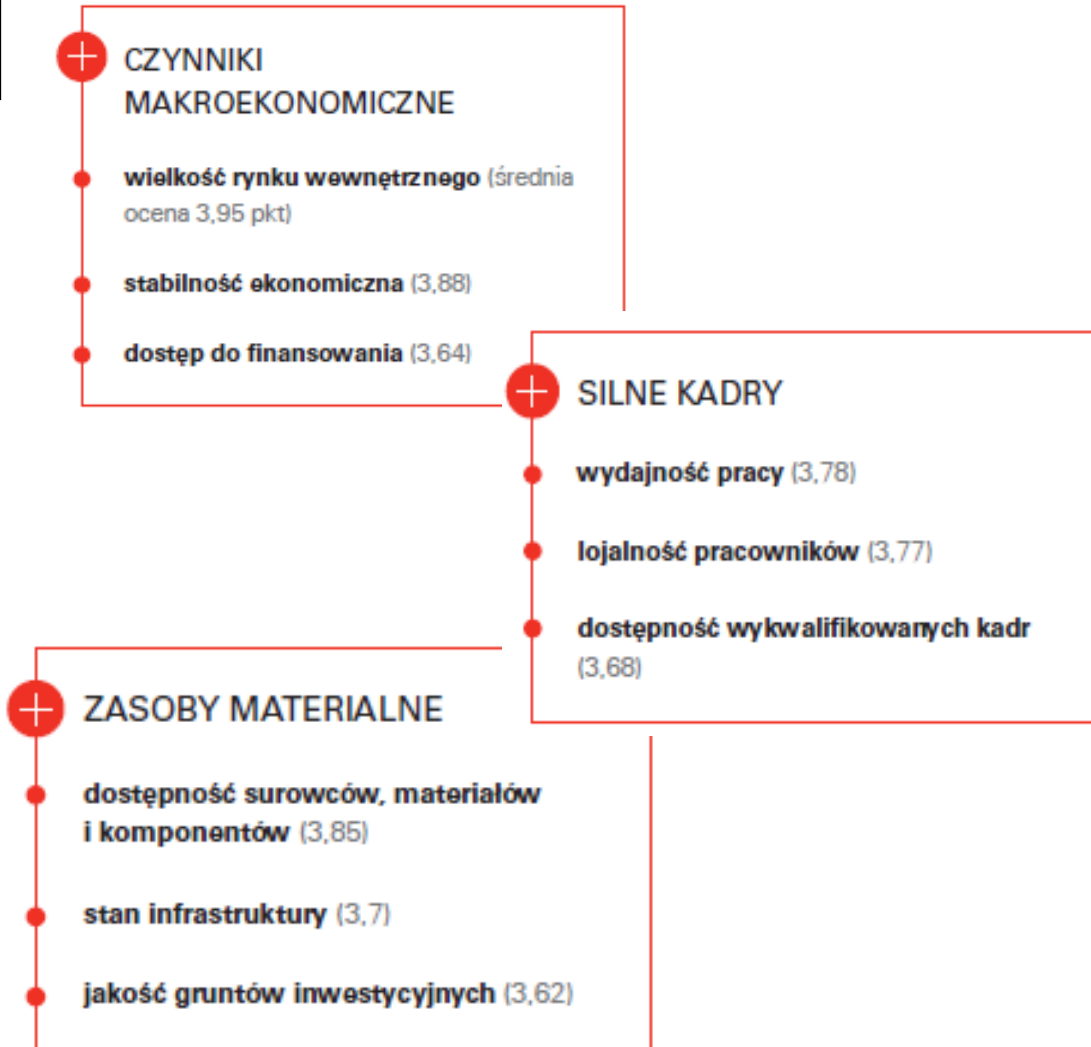 CZYNNIKI
MAKROEKONOMICZNE
wielkość rynku wewnętrznego (średnia
ocena 3,95 pkt)
stabilność ekonomiczna (3,88)
dostęp do finansowania (3,64)
SILNE KADRY
wydajność pracy (3,78)
lojalność pracowników (3,77)
dostępność wykwalifikowanych kadr
(3,68)
ZASOBY MATERIALNE
dostępność surowców, materiałów
i komponentów (3,85)
stan infrastruktury (3,7)
jakość gruntów inwestycyjnych (3,62)